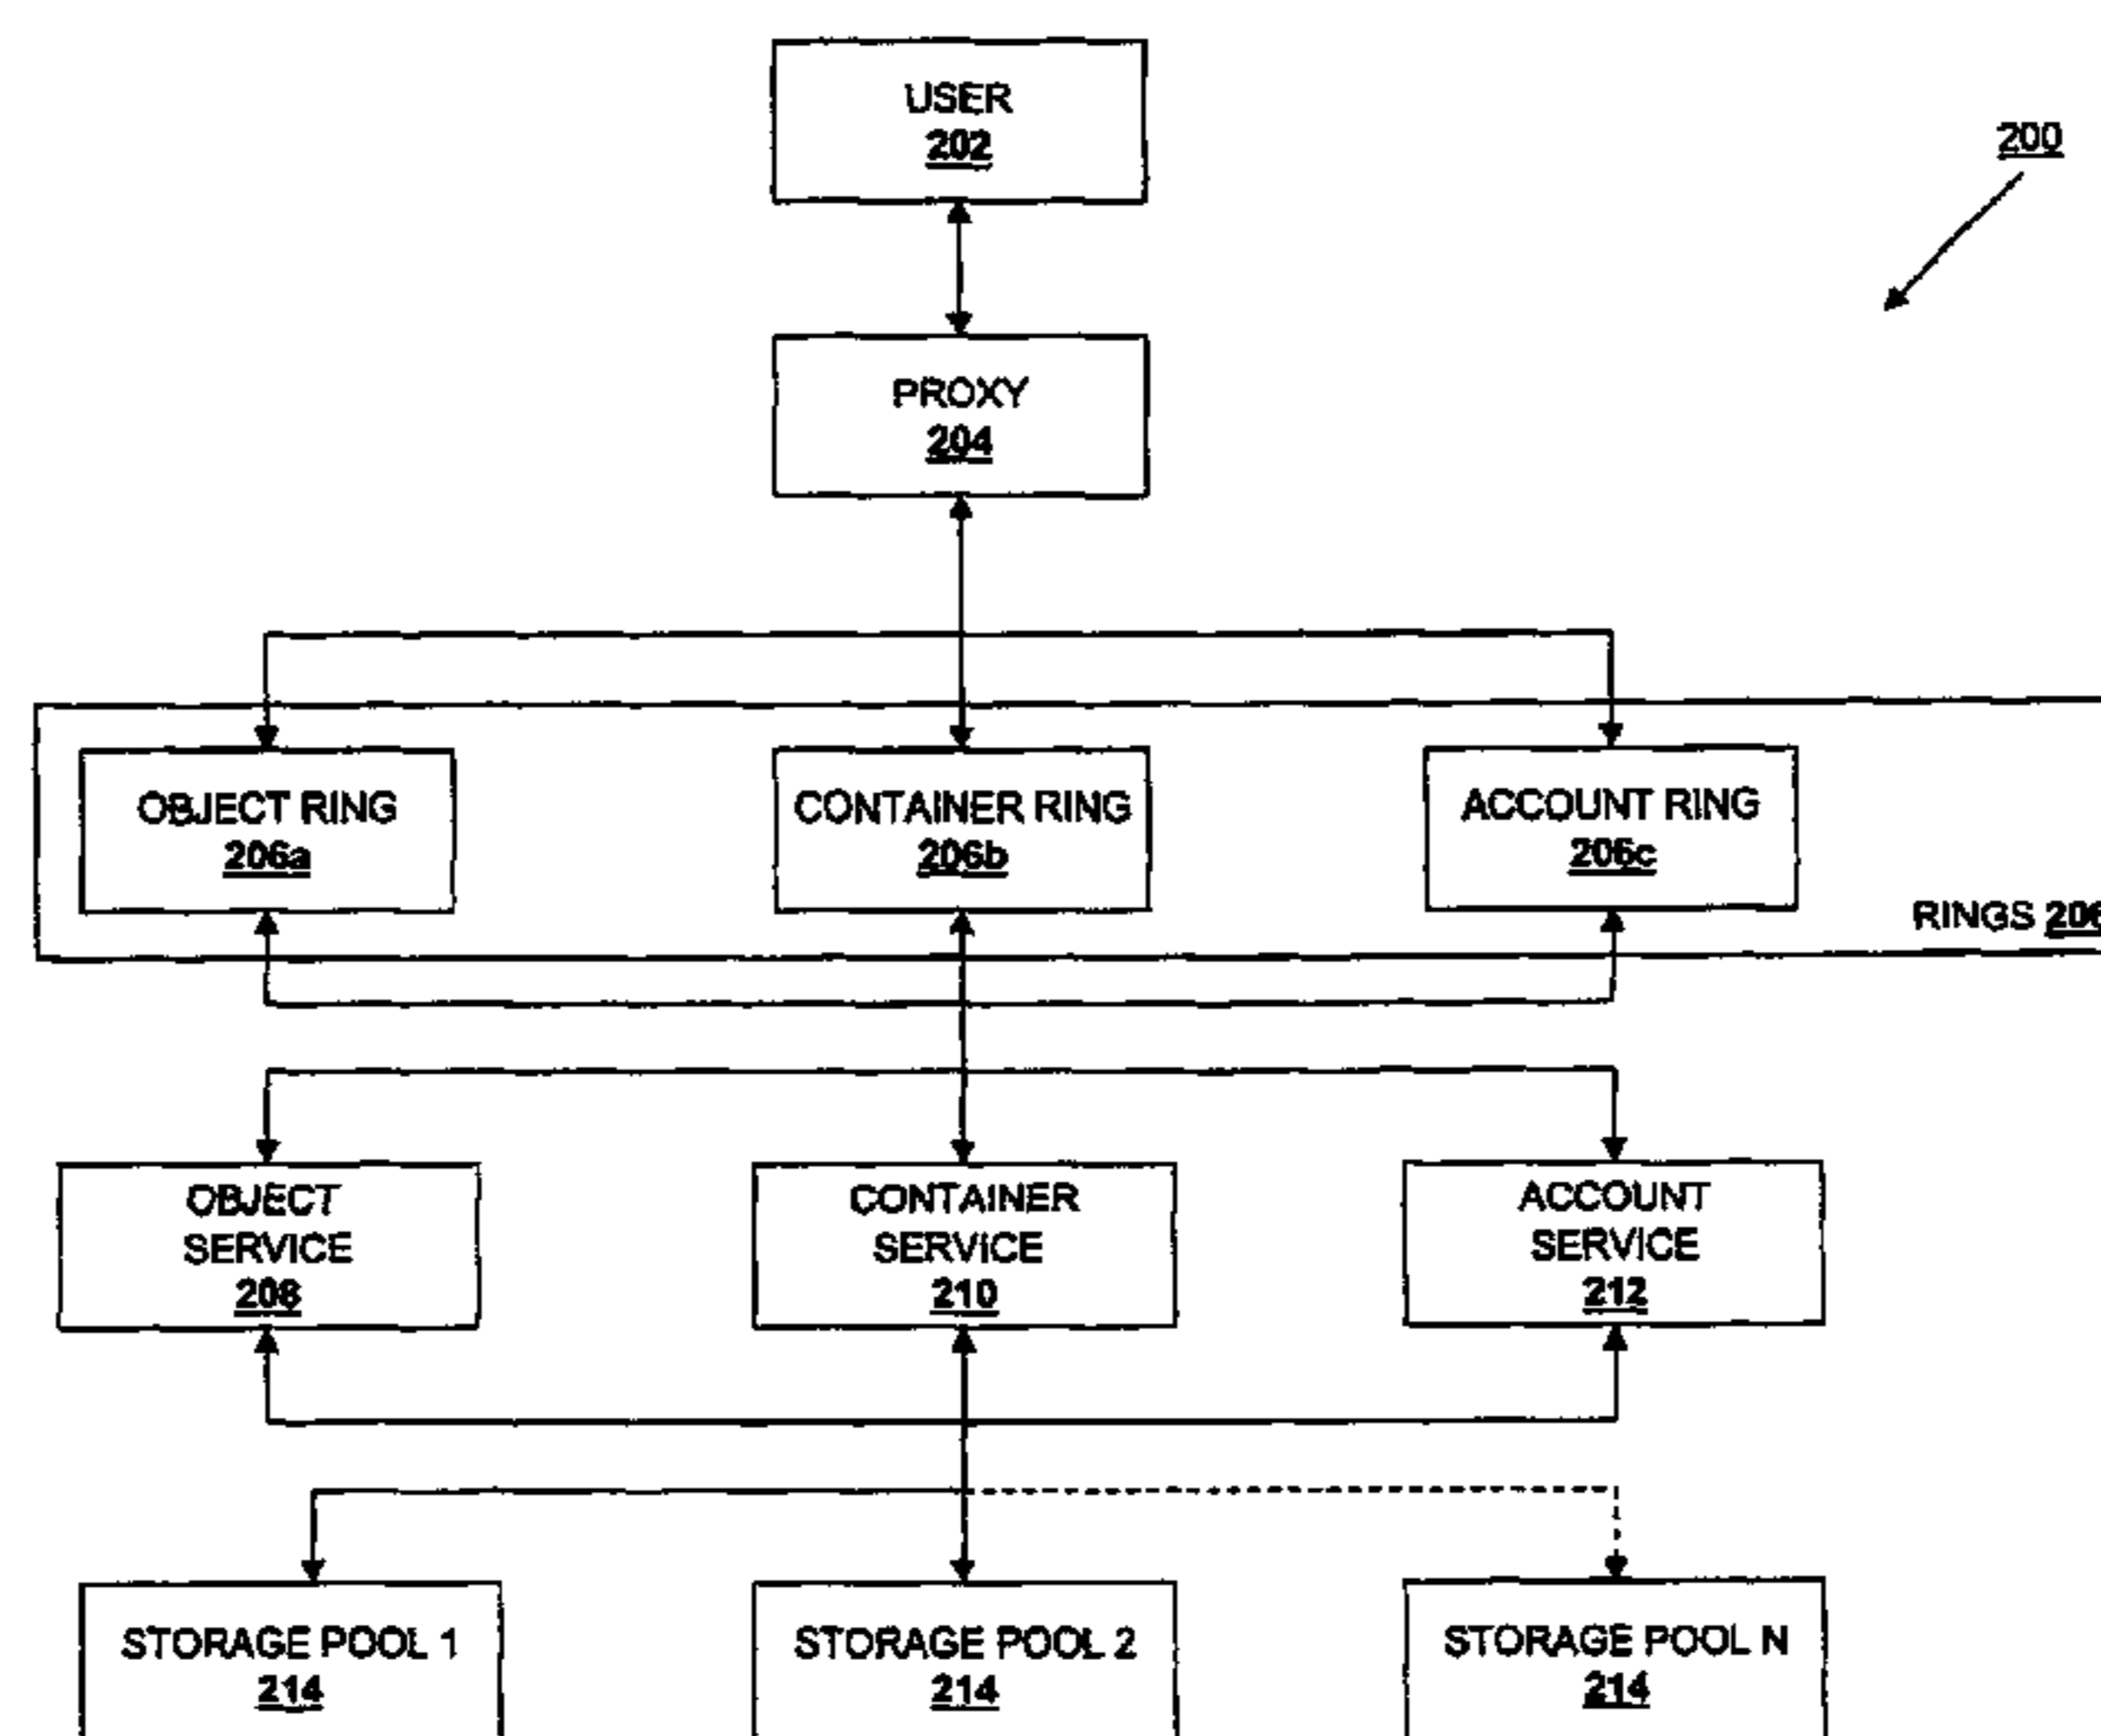 USER
202
200
PROXY
204
OBJECT RING
206a
CONTAINER RING
206b
ACCOUNT RING
206c
RINGS 206
OBJECT
SERVICE
208
CONTAINER
SERVICE
210
ACCOUNT
SERVICE
212
STORAGE POOL 1
214
STORAGE POOL 2
214
STORAGE POOL N
214